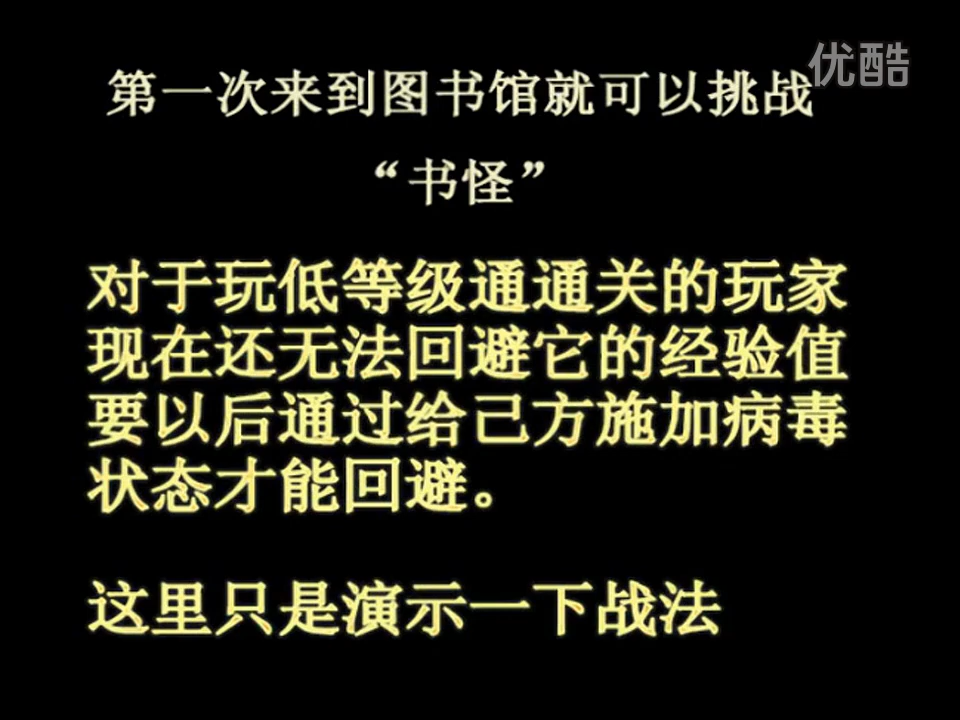 优酷
第一次来到图书馆就可以挑战
“书怪”
对于玩低等级通通关的玩家
现在还无法回避它的经验值
要以后通过给己方施加病毒
状态才能回避。
这里只是演示一下战法